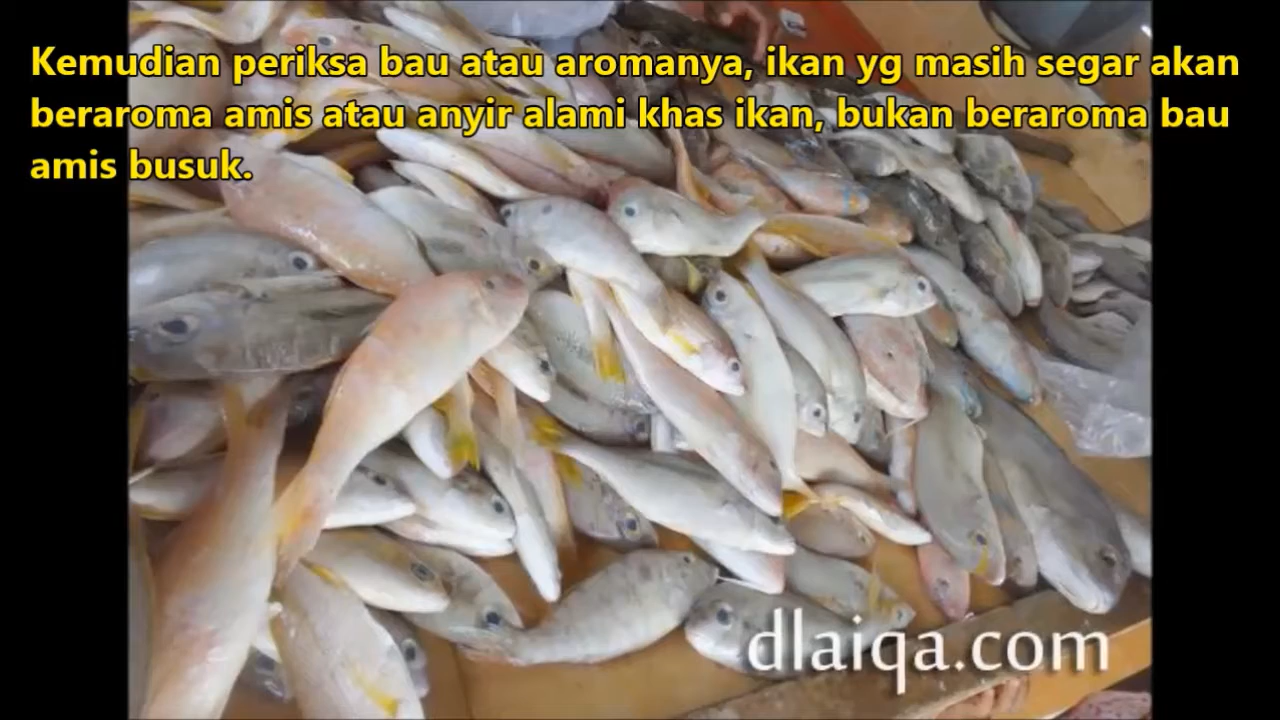 Kemudian periksa bau atau aromanya, ikan yg masih segar akan
beraroma amis atau anyir alami khas ikan, bukan beraroma bau
amis busuk.
dlaiqa.com